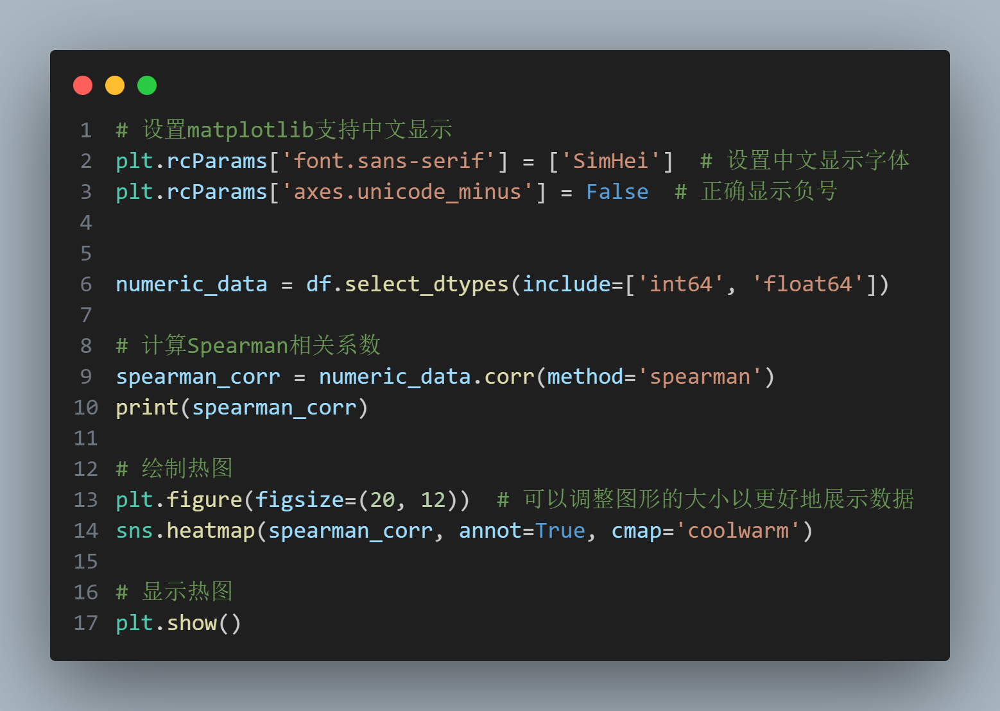 1 # 设置matplotlib支持中文显示
2 plt.rcParams['font.sans-serif'] = ['SimHei']  # 设置中文显示字体
3 plt.rcParams['axes.unicode_minus'] = False  # 正确显示负号
4
5
6 numeric_data = df.select_dtypes(include=['int64', 'float64'])
7
8 # 计算Spearman相关系数
9 spearman_corr = numeric_data.corr(method='spearman')
10 print(spearman_corr)
11
12 # 绘制热图
13 plt.figure(figsize=(20, 12))  # 可以调整图形的大小以更好地展示数据
14 sns.heatmap(spearman_corr, annot=True, cmap='coolwarm')
15
16 # 显示热图
17 plt.show()